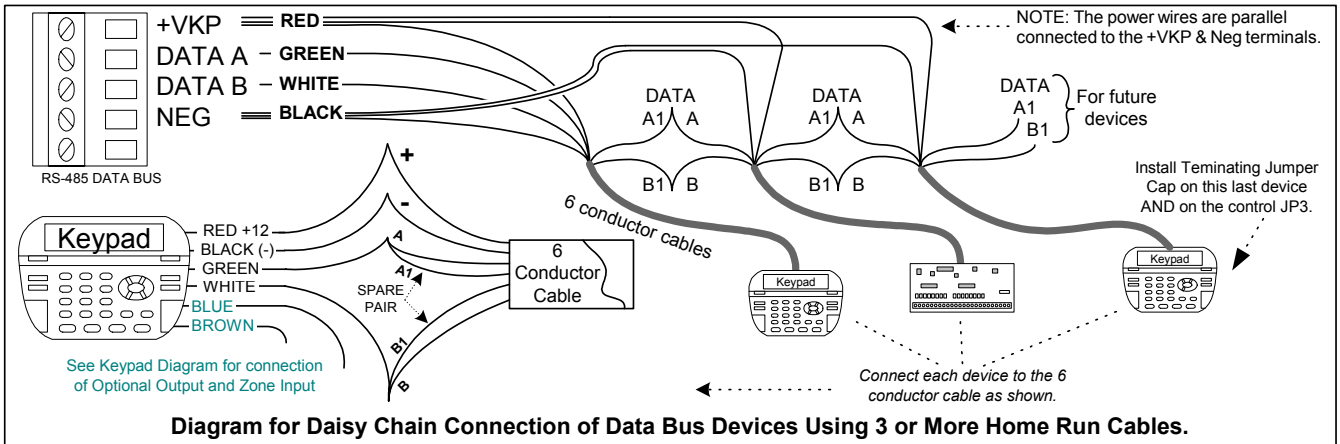 +VKP RED
DATA A - GREEN
DATA B - WHITE
NEG BLACK
RS-485 DATA BUS
NOTE: The power wires are parallel
connected to the +VKP & Neg terminals.
DATA
A1 A
B1 B
DATA
A1 A
B1 B
DATA
A1
B1
For future
devices
Install Teminating Jumper
Cap on this last device
AND on the control JP3.
6 conductor cables
Keypad
RED +12
BLACK (-)
GREEN
WHITE
BLUE
BROWN
+
-
A
A1
SPARE
PAIR
B1
B
6
Conductor
Cable
See Keypad Diagram for connection
of Optional Output and Zone Input
Keypad
Keypad
Connect each device to the 6
conductor cable as shown.
Diagram for Daisy Chain Connection of Data Bus Devices Using 3 or More Home Run Cables.